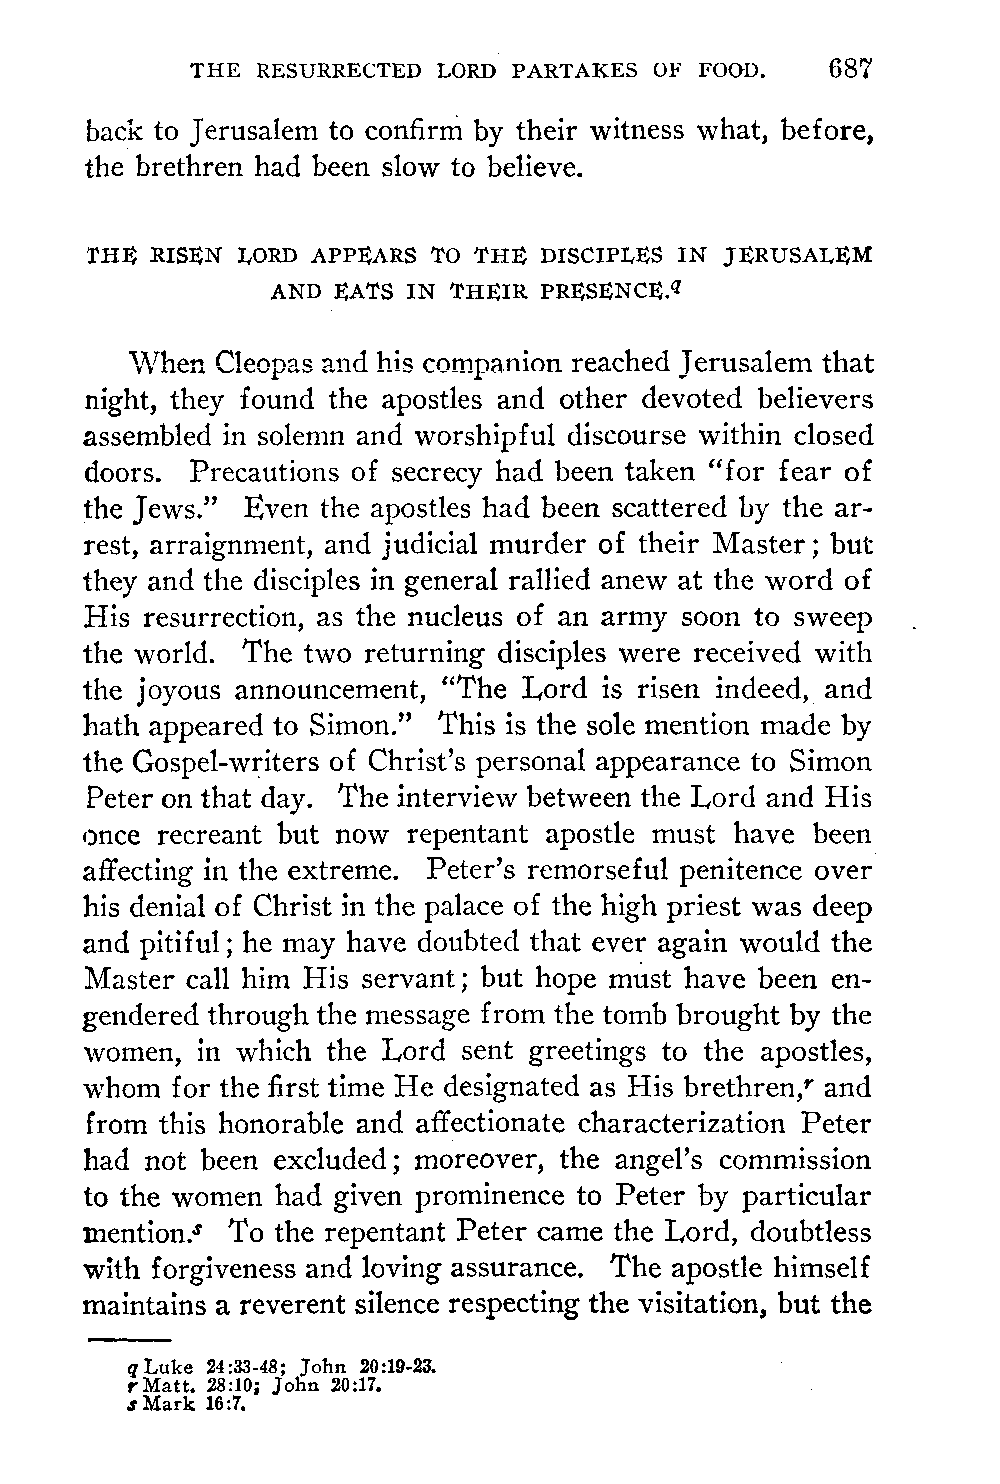 THE RESURRECTED LORD PARTAKES OF FOOD. 687
back to Jerusalem to confirm by their witness what, before,
the brethren had been slow to believe.
THE RISEN LORD APPEARS TO THE DISCIPLES IN JERUSALEM
AND EATS IN THEIR PRESENCE.q
When Cleopas and his companion reached Jerusalem that
night, they found the apostles and other devoted believers
assembled in solemn and worshipful discourse within closed
doors. Precautions of secrecy had been taken “for fear of
the Jews.” Even the apostles had been scattered by the ar-
rest, arraignment, and judicial murder of their Master; but
they and the disciples in general rallied anew at the word of
His resurrection, as the nucleus of an army soon to sweep
the world. The two returning disciples were received with
the joyous announcement, “The Lord is risen indeed, and
hath appeared to Simon.” This is the sole mention made by
the Gospel-writers of Christ’s personal appearance to Simon
Peter on that day. The interview between the Lord and His
once recreant but now repentant apostle must have been
affecting in the extreme. Peter’s remorseful penitence over
his denial of Christ in the palace of the high priest was deep
and pitiful; he may have doubted that ever again would the
Master call him His servant; but hope must have been en-
gendered through the message from the tomb brought by the
women, in which the Lord sent greetings to the apostles,
whom for the first time He designated as His brethren,r and
from this honorable and affectionate characterization Peter
had not been excluded; moreover, the angel’s commission
to the women had given prominence to Peter by particular
mention.s To the repentant Peter came the Lord, doubtless
with forgiveness and loving assurance. The apostle himself
maintains a reverent silence respecting the visitation, but the
q Luke 24:33-48; John 20:19-23.
r Matt. 28:10; John 20:17.
s Mark 16:7.